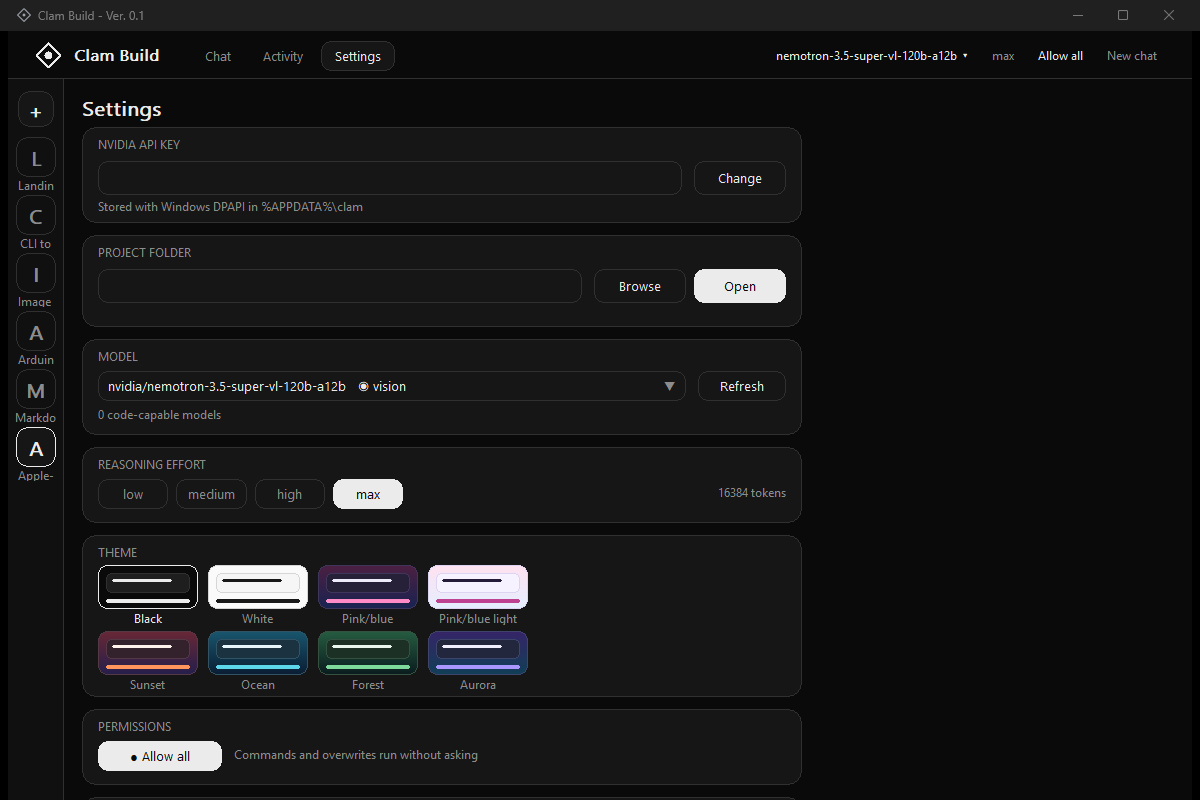 Clam Build - Ver. 0.1
Clam Build
Chat
Activity
Settings
nemotron-3.5-super-vl-120b-a12b
max
Allow all
New chat
+
L
Landin
C
CLI to
I
Image
A
Arduin
M
Markdo
A
Apple-
Settings
NVIDIA API KEY
Change
Stored with Windows DPAPI in %APPDATA%\clam
PROJECT FOLDER
Browse
Open
MODEL
nvidia/nemotron-3.5-super-vl-120b-a12b ◉ vision
Refresh
0 code-capable models
REASONING EFFORT
low
medium
high
max
16384 tokens
THEME
Black
White
Pink/blue
Pink/blue light
Sunset
Ocean
Forest
Aurora
PERMISSIONS
● Allow all
Commands and overwrites run without asking